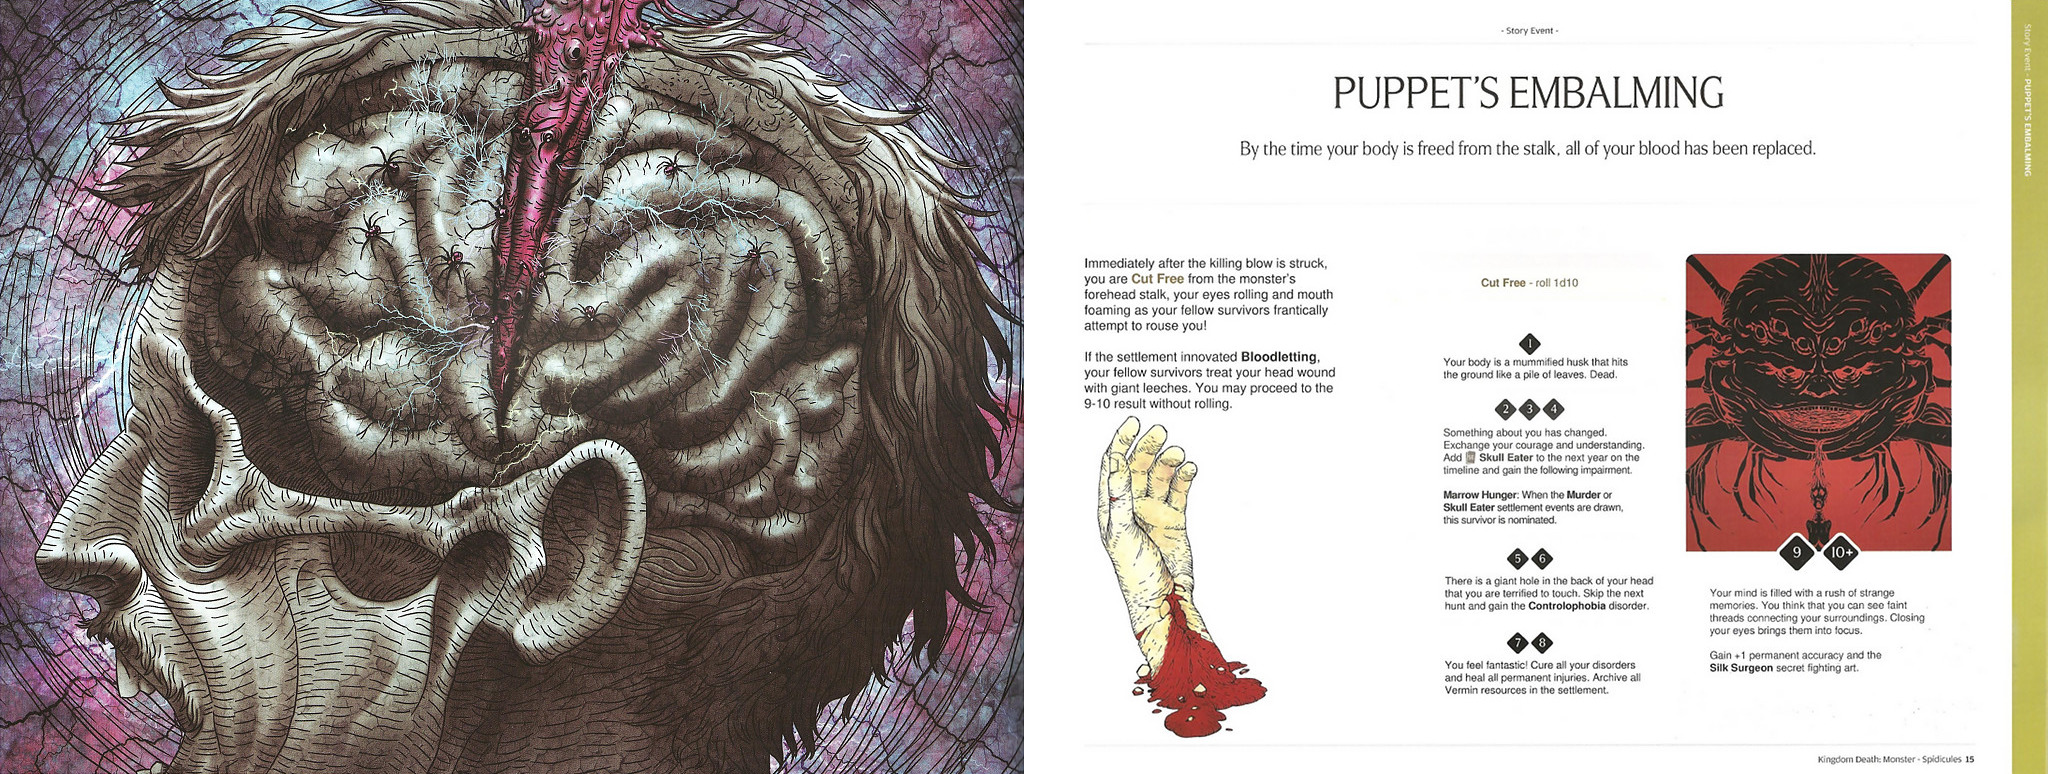 - Story Event -
PUPPET'S EMBALMING
By the time your body is freed from the stalk, all of your blood has been replaced.
Immediately after the killing blow is struck,
you are Cut Free from the monster's
forehead stalk, your eyes rolling and mouth
foaming as your fellow survivors frantically
attempt to rouse you!
If the settlement innovated Bloodletting,
your fellow survivors treat your head wound
with giant leeches. You may proceed to the
9-10 result without rolling.
Cut Free - roll 1d10
1
Your body is a mummified husk that hits
the ground like a pile of leaves. Dead.
2 3 4
Something about you has changed.
Exchange your courage and understanding.
Add Skull Eater to the next year on the
timeline and gain the following impairment.
Marrow Hunger: When the Murder or
Skull Eater settlement events are drawn,
this survivor is nominated.
5 6
There is a giant hole in the back of your head
that you are terrified to touch. Skip the next
hunt and gain the Controlophobia disorder.
7 8
You feel fantastic! Cure all your disorders
and heal all permanent injuries. Archive all
Vermin resources in the settlement.
9 10+
Your mind is filled with a rush of strange
memories. You think that you can see faint
threads connecting your surroundings. Closing
your eyes brings them into focus.
Gain +1 permanent accuracy and the
Silk Surgeon secret fighting art.
Story Event - PUPPET'S EMBALMING
Kingdom Death: Monster - Spidicules 15